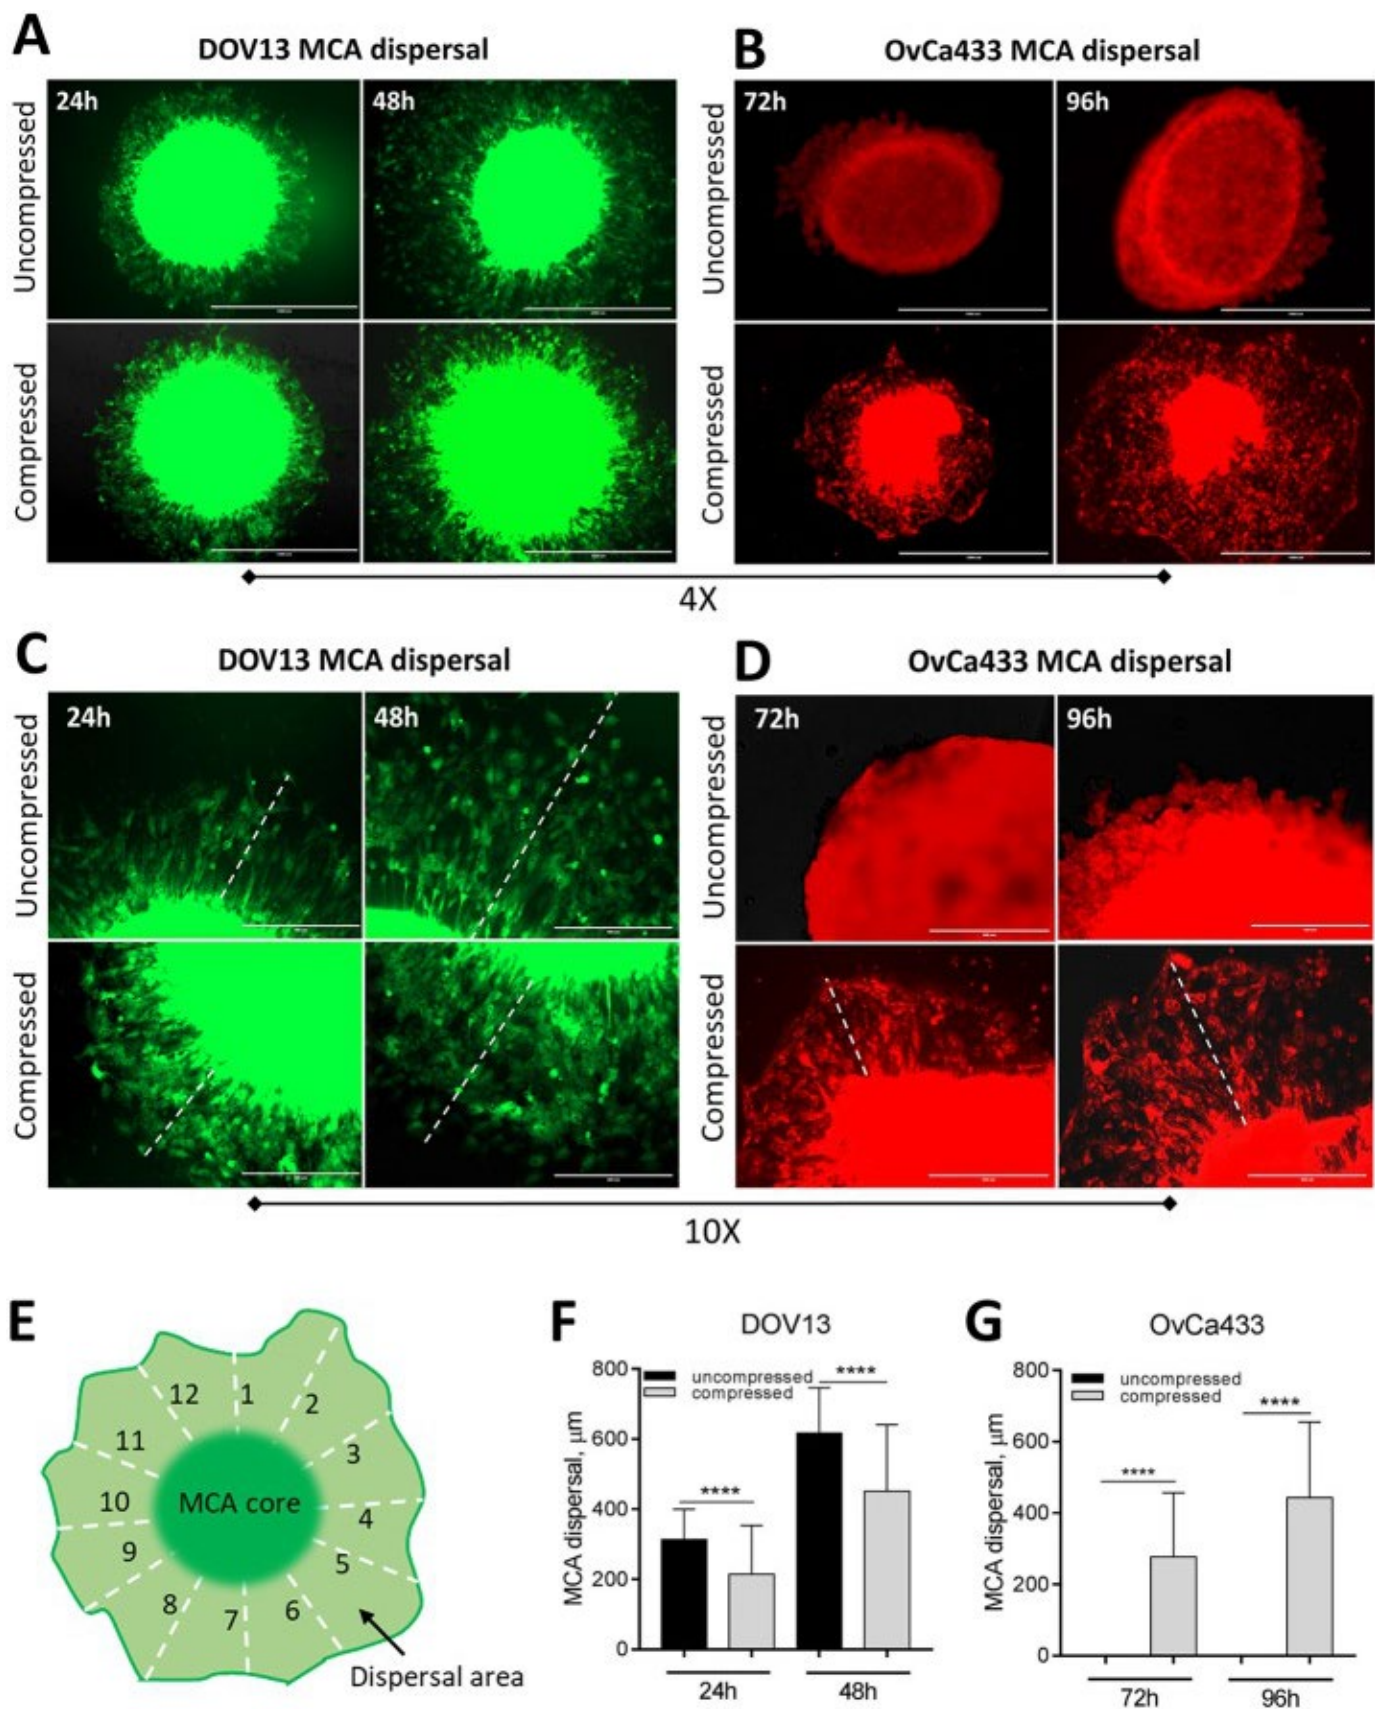 A
DOV13 MCA dispersal
B
OvCa433 MCA dispersal
Uncompressed
24h
48h
Uncompressed
72h
96h
Compressed
Compressed
4X
C
DOV13 MCA dispersal
D
OvCa433 MCA dispersal
Uncompressed
24h
48h
Uncompressed
72h
96h
Compressed
Compressed
10X
E
12
1
2
11
3
10
MCA core
4
9
5
8
7
6
Dispersal area
F
DOV13
MCA dispersal, μm
800
600
400
200
0
uncompressed
compressed
****
****
24h
48h
G
OvCa433
MCA dispersal, μm
800
600
400
200
0
uncompressed
compressed
****
****
72h
96h